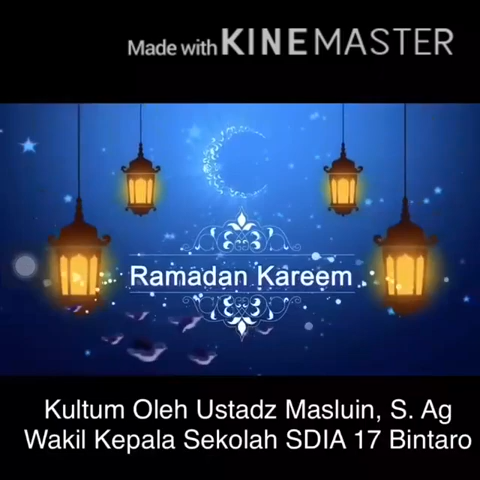 Made with KINEMASTER
Ramadan Kareem
Kultum Oleh Ustadz Masluin, S. Ag
Wakil Kepala Sekolah SDIA 17 Bintaro